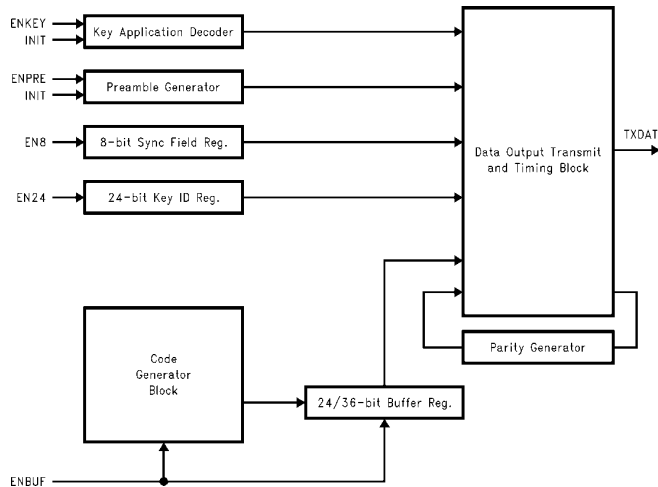 ENKEY
INIT
Key Application Decoder
ENPRE
INIT
Preamble Generator
EN8
8-bit Sync Field Reg.
EN24
24-bit Key ID Reg.
Data Output Transmit
and Timing Block
TXDAT
Parity Generator
Code
Generator
Block
24/36-bit Buffer Reg.
ENBUF